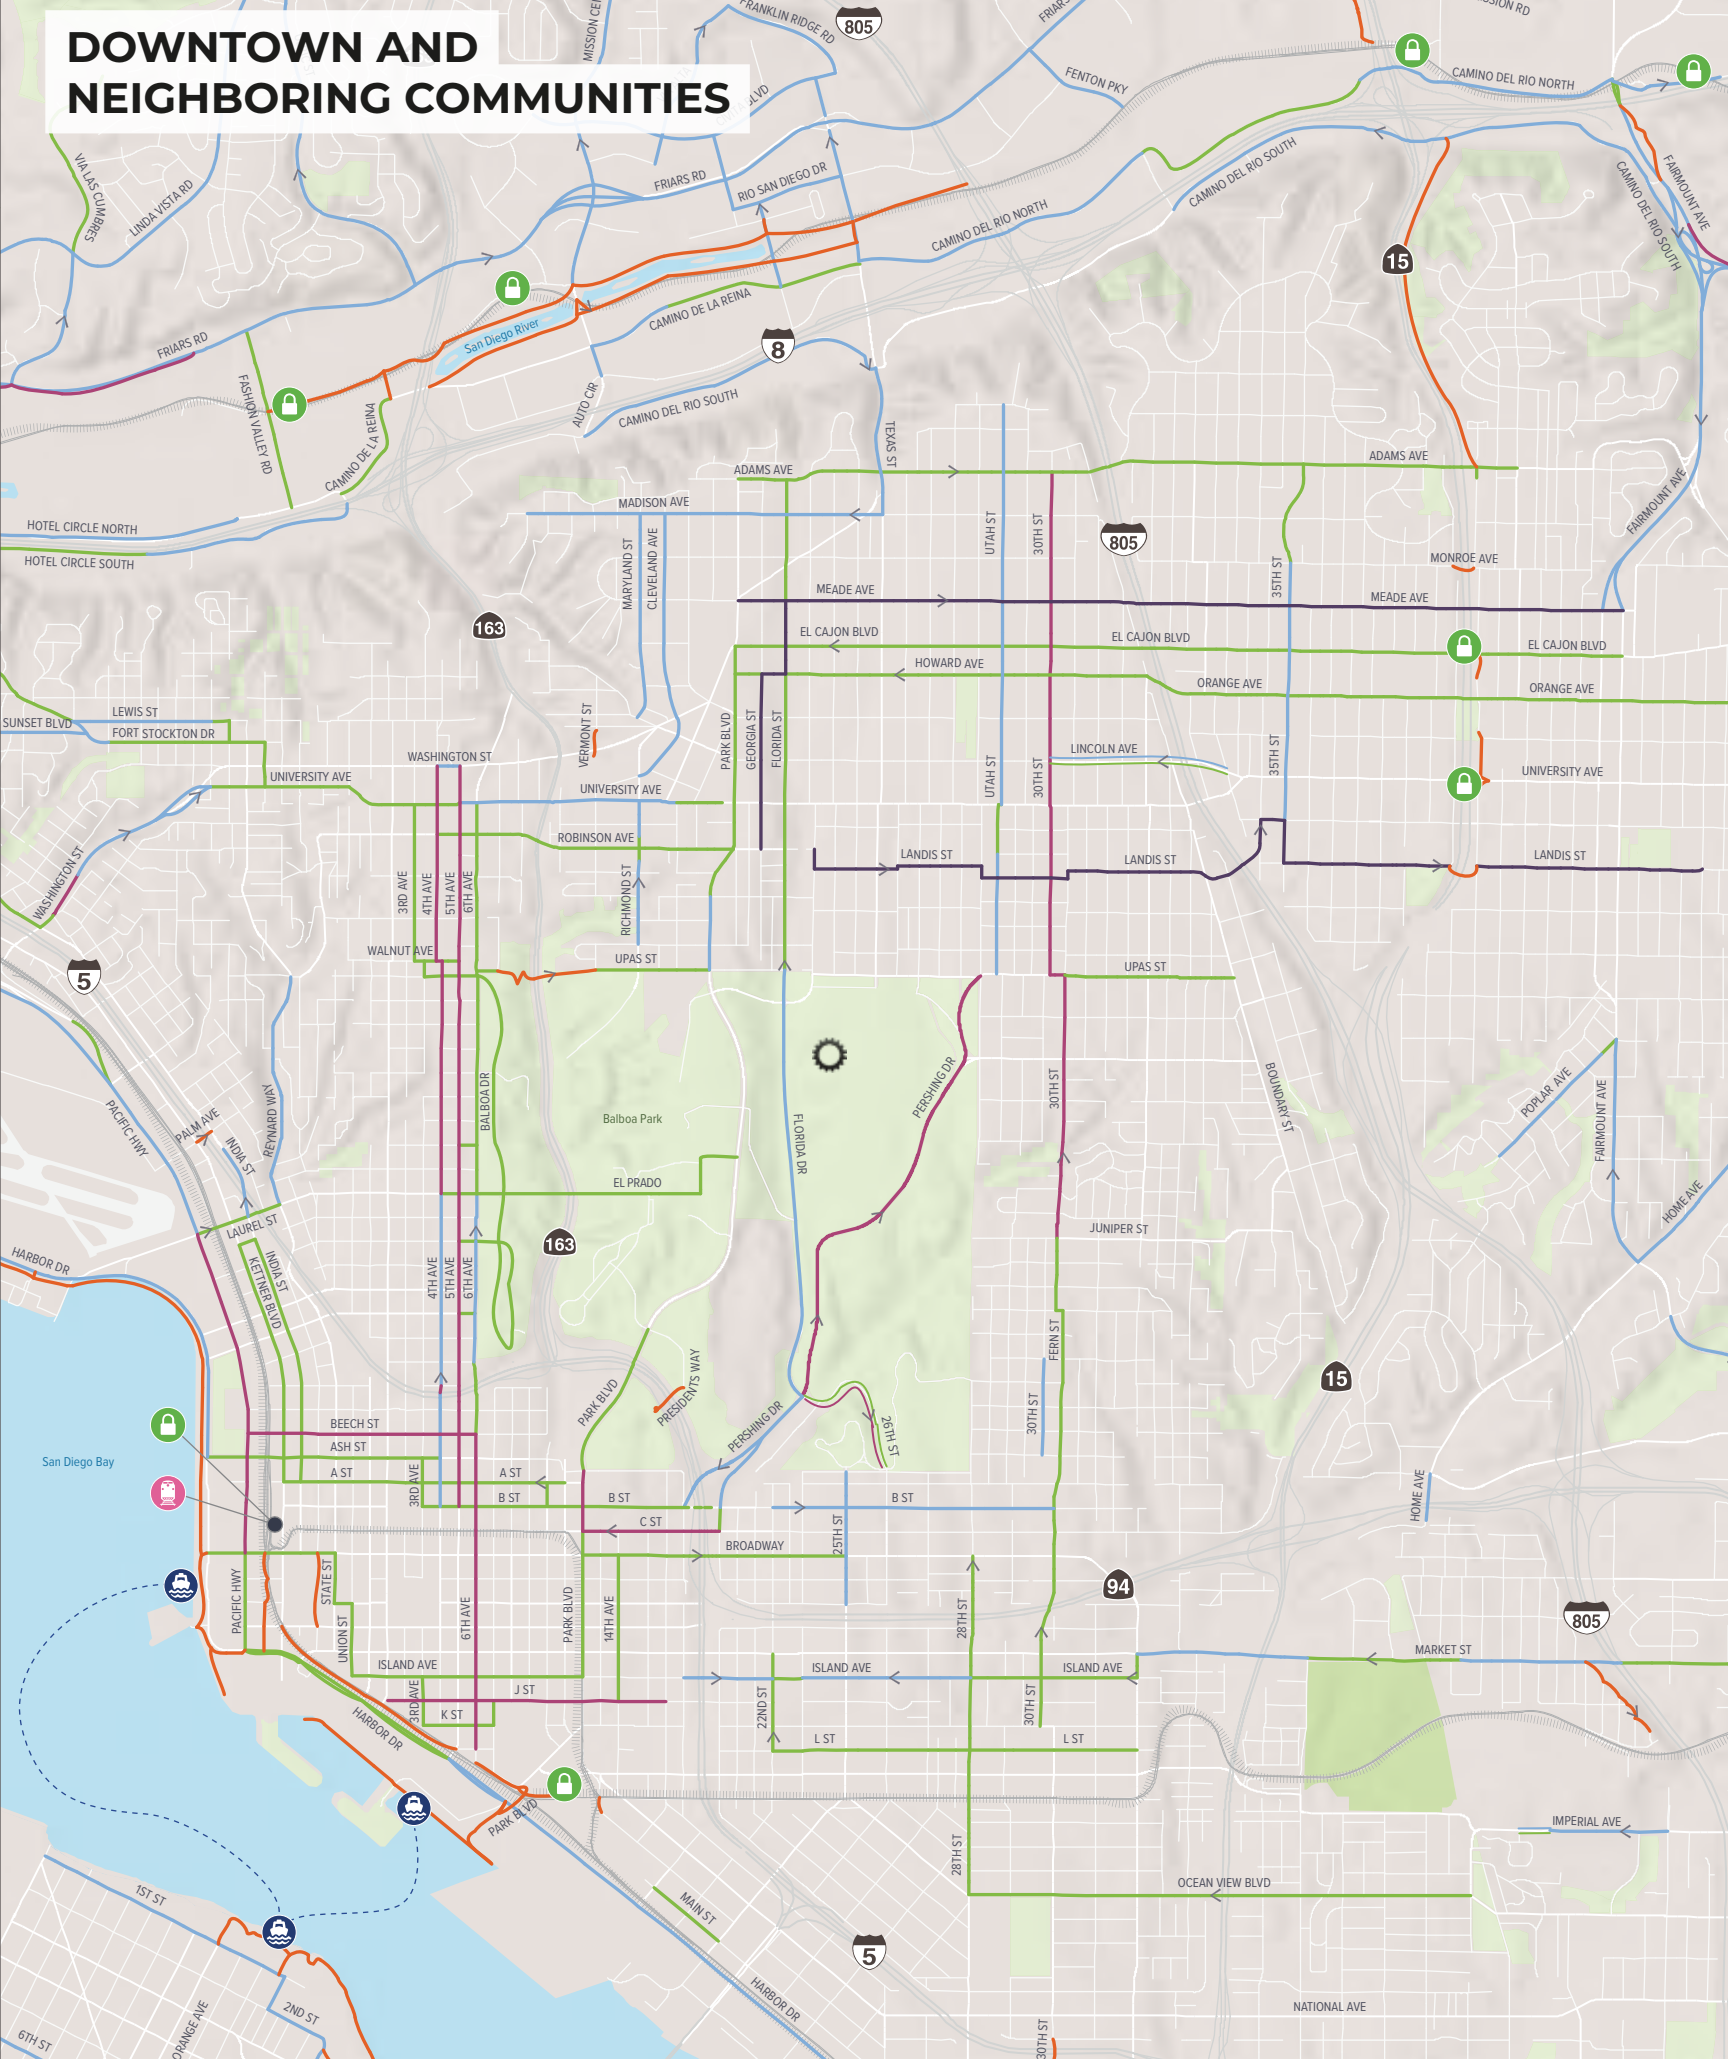 DOWNTOWN AND
NEIGHBORING COMMUNITIES
FRANKLIN RIDGE RD
805
FENTON PKY
CAMINO DEL RIO NORTH
VIA LAS CUMBRES
LINDA VISTA RD
FRIARS RD
RIO SAN DIEGO DR
CAMINO DEL RIO SOUTH
FAIRMOUNT AVE
CAMINO DEL RIO SOUTH
CAMINO DEL RIO NORTH
15
San Diego River
CAMINO DE LA REINA
FRIARS RD
8
FASHION VALLEY RD
CAMINO DE LA REINA
AUTO CIR
CAMINO DEL RIO SOUTH
TEXAS ST
ADAMS AVE
ADAMS AVE
MADISON AVE
FAIRMOUNT AVE
HOTEL CIRCLE NORTH
HOTEL CIRCLE SOUTH
MARYLAND ST
CLEVELAND AVE
UTAH ST
30TH ST
805
35TH ST
MONROE AVE
MEADE AVE
MEADE AVE
163
EL CAJON BLVD
EL CAJON BLVD
EL CAJON BLVD
HOWARD AVE
ORANGE AVE
ORANGE AVE
LEWIS ST
SUNSET BLVD
FORT STOCKTON DR
VERMONT ST
PARK BLVD
GEORGIA ST
FLORIDA ST
WASHINGTON ST
UTAH ST
30TH ST
LINCOLN AVE
35TH ST
UNIVERSITY AVE
UNIVERSITY AVE
UNIVERSITY AVE
ROBINSON AVE
WASHINGTON ST
3RD AVE
4TH AVE
5TH AVE
6TH AVE
RICHMOND ST
LANDIS ST
LANDIS ST
LANDIS ST
WALNUT AVE
UPAS ST
UPAS ST
5
PACIFIC HWY
PALM AVE
INDIA ST
REYNARD WAY
BALBOA DR
Balboa Park
FLORIDA DR
PERSHING DR
30TH ST
BOUNDARY ST
POPLAR AVE
FAIRMOUNT AVE
HOME AVE
EL PRADO
JUNIPER ST
LAUREL ST
HARBOR DR
KETTNER BLVD
INDIA ST
4TH AVE
5TH AVE
6TH AVE
163
FERN ST
15
PARK BLVD
PRESIDENTS WAY
PERSHING DR
26TH ST
30TH ST
BEECH ST
ASH ST
San Diego Bay
A ST
A ST
3RD AVE
B ST
B ST
B ST
HOME AVE
C ST
25TH ST
BROADWAY
PACIFIC HWY
STATE ST
UNION ST
6TH AVE
PARK BLVD
14TH AVE
28TH ST
94
805
MARKET ST
ISLAND AVE
ISLAND AVE
ISLAND AVE
3RD AVE
J ST
K ST
22ND ST
30TH ST
HARBOR DR
L ST
L ST
PARK BLVD
IMPERIAL AVE
28TH ST
OCEAN VIEW BLVD
1ST ST
MAIN ST
5
HARBOR DR
NATIONAL AVE
2ND ST
ORANGE AVE
6TH ST
30TH ST